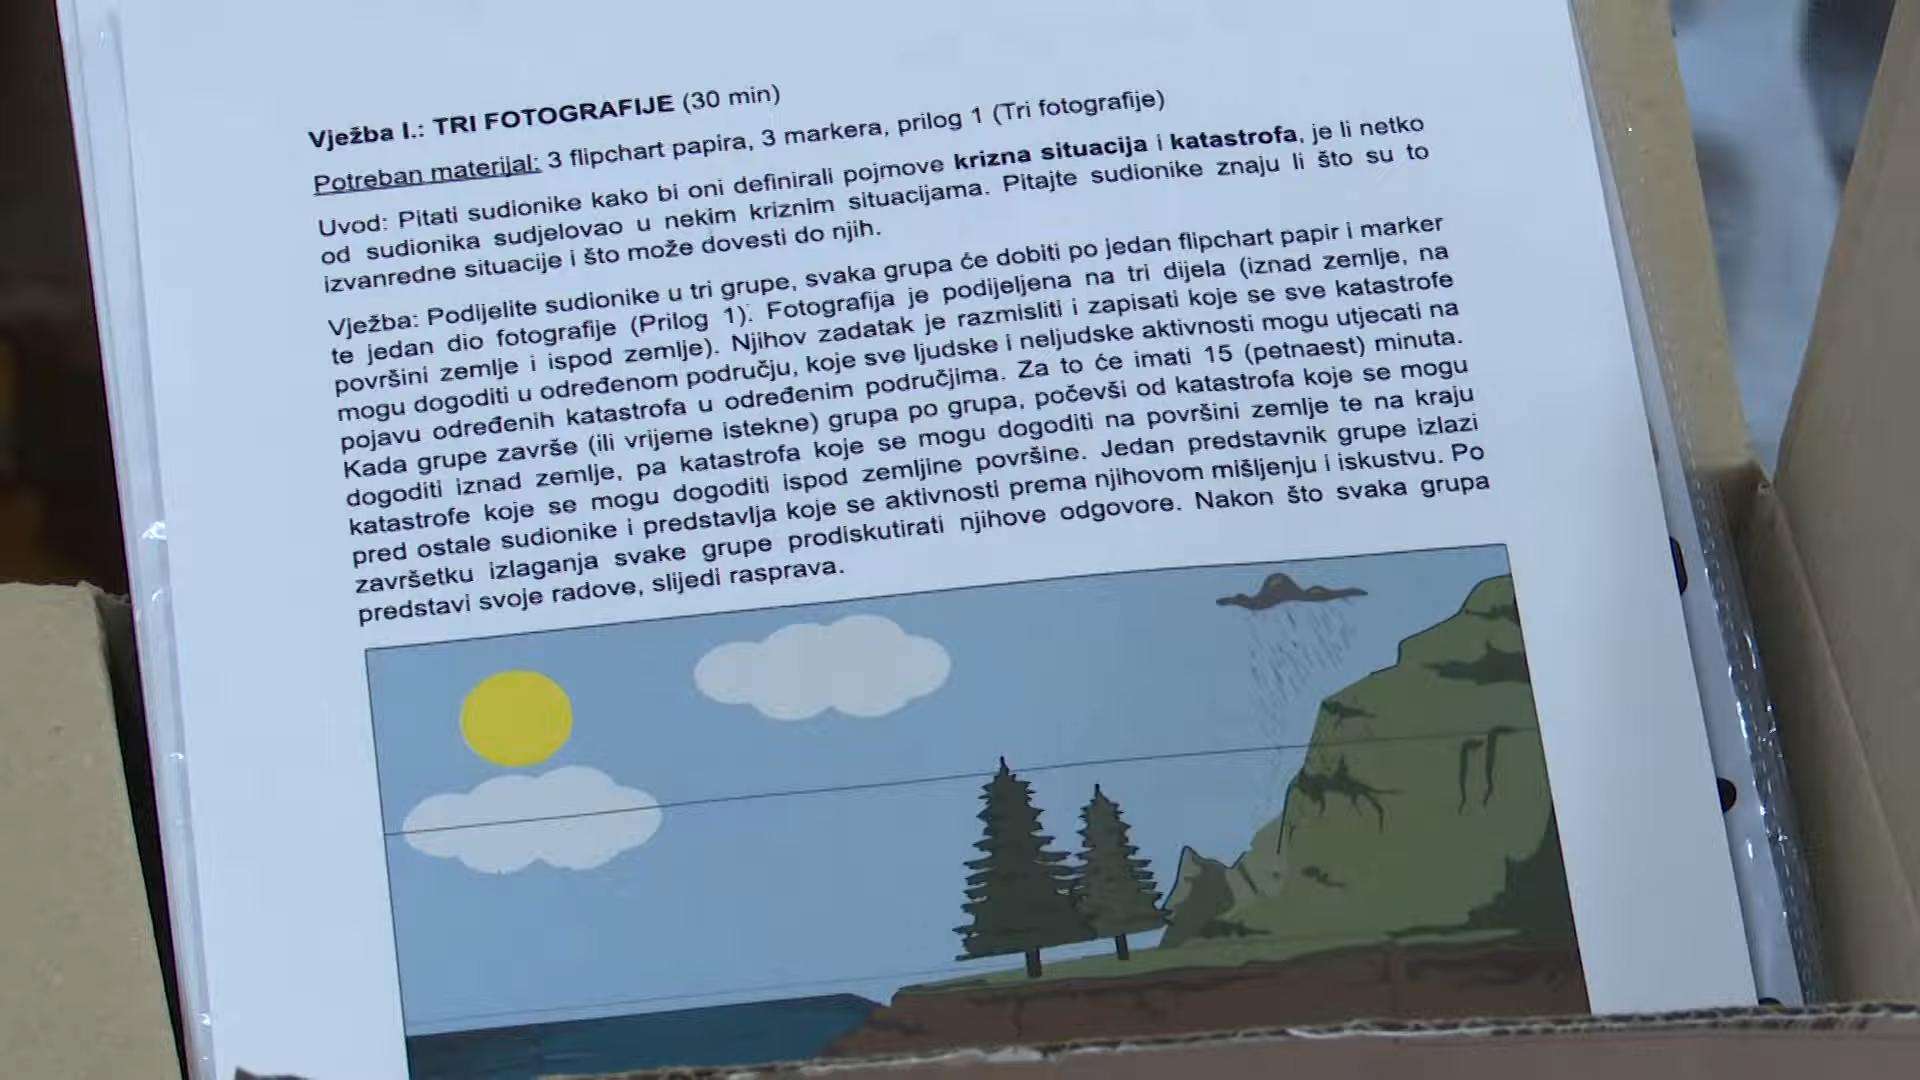 Vježba I.: TRI FOTOGRAFIJE (30 min)
Potreban materijal: 3 flipchart papira, 3 markera, prilog 1 (Tri fotografije)
Uvod: Pitati sudionike kako bi oni definirali pojmove krizna situacija i katastrofa, je li netko
od sudionika sudjelovao u nekim kriznim situacijama. Pitajte sudionike znaju li što su to
izvanredne situacije i što može dovesti do njih.
Vježba: Podijelite sudionike u tri grupe, svaka grupa će dobiti po jedan flipchart papir i marker
te jedan dio fotografije (Prilog 1). Fotografija je podijeljena na tri dijela (iznad zemlje, na
površini zemlje i ispod zemlje). Njihov zadatak je razmisliti i zapisati koje se sve katastrofe
mogu dogoditi u određenom području, koje sve ljudske i neljudske aktivnosti mogu utjecati na
pojavu određenih katastrofa u određenim područjima. Za to će imati 15 (petnaest) minuta.
Kada grupe završe (ili vrijeme istekne) grupa po grupa, počevši od katastrofa koje se mogu
dogoditi iznad zemlje, pa katastrofa koje se mogu dogoditi na površini zemlje te na kraju
katastrofe koje se mogu dogoditi ispod zemljine površine. Jedan predstavnik grupe izlazi
pred ostale sudionike i predstavlja koje se aktivnosti prema njihovom mišljenju i iskustvu. Po
završetku izlaganja svake grupe prodiskutirati njihove odgovore. Nakon što svaka grupa
predstavi svoje radove, slijedi rasprava.